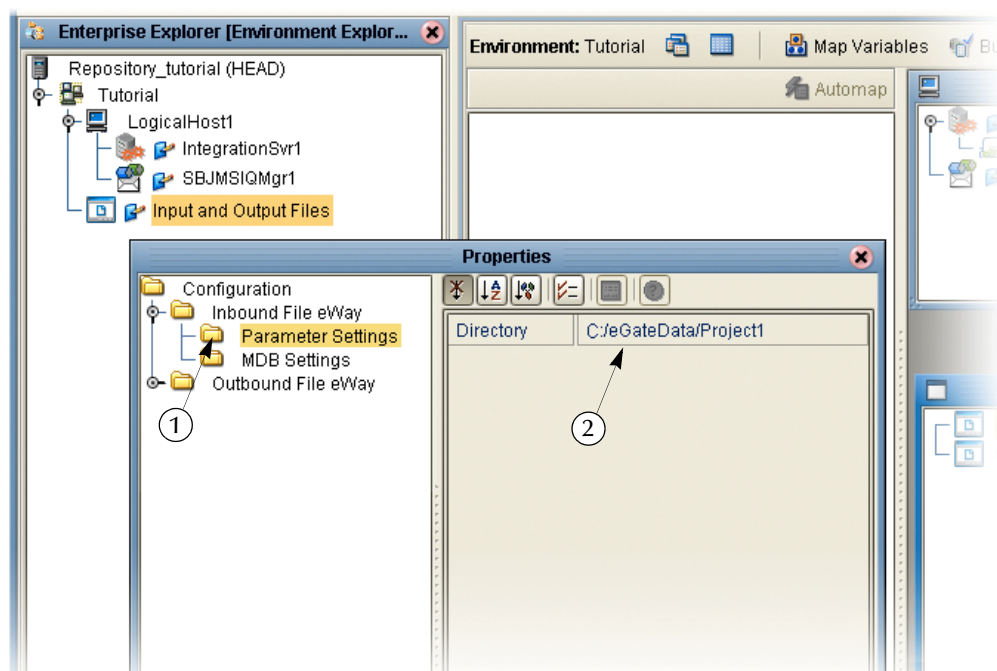 Enterprise Explorer [Environment Explor...
Repository_tutorial (HEAD)
Tutorial
LogicalHost1
IntegrationSvr1
SBJMSIQMgr1
Input and Output Files
Environment: Tutorial
Map Variables
Automap
Properties
Configuration
Inbound File eWay
Parameter Settings
MDB Settings
Outbound File eWay
Directory
C:/eGateData/Project1
1
2